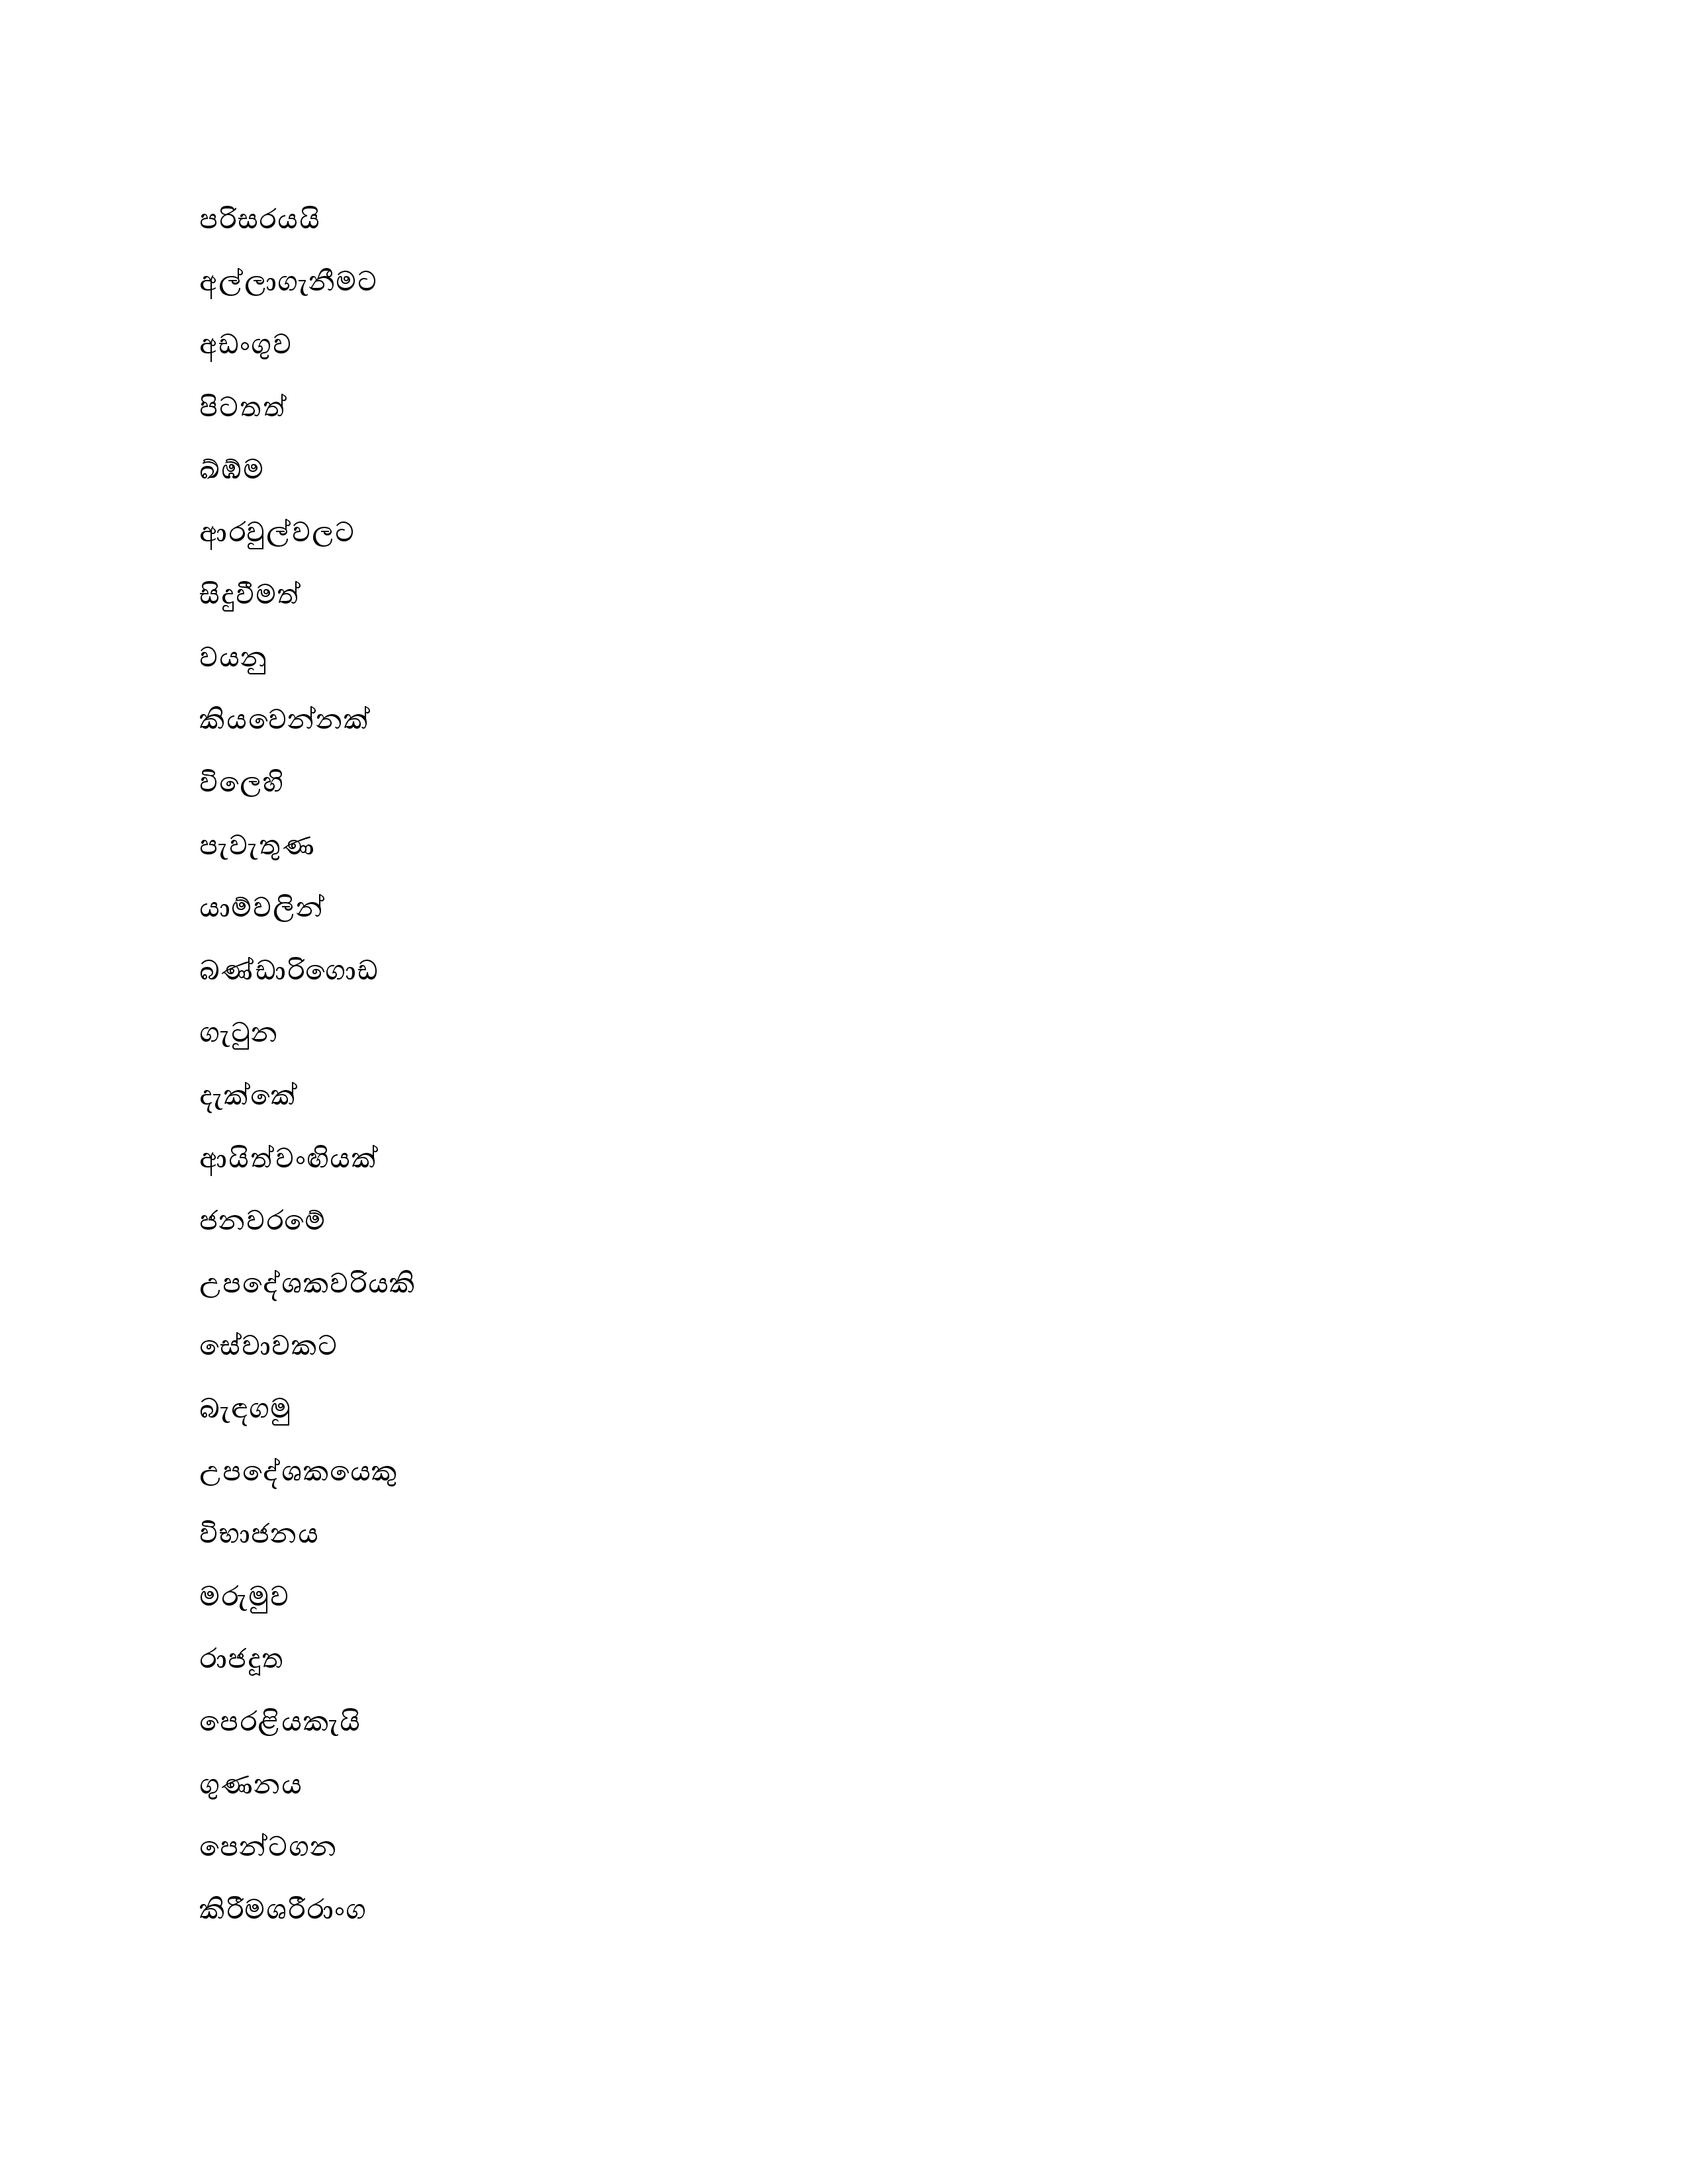 පරිසරයයි
අල්ලාගැනීමට
අඩංගුව
පිටතත්
ඛ්ඹ්ම
ආරවුල්වලට
සිදුවීමත්
වයනු
කියවෙන්නක්
විලෙහි
පැවැතුණ
යාම්වලින්
බණ්ඩාරිගොඩ
ගැටුන
දැක්කේ
ආයිත්වංඟියක්
ජනවරමේ
උපදේශකවරියකි
සේවාවකට
බැඳගමු
උපදේශකයෙකු
විභාජනය
මරුමුව
රාජදූත
පෙරළියකැයි
ගුණනය
පෙන්ටගන
කිරීමශරීරාංග